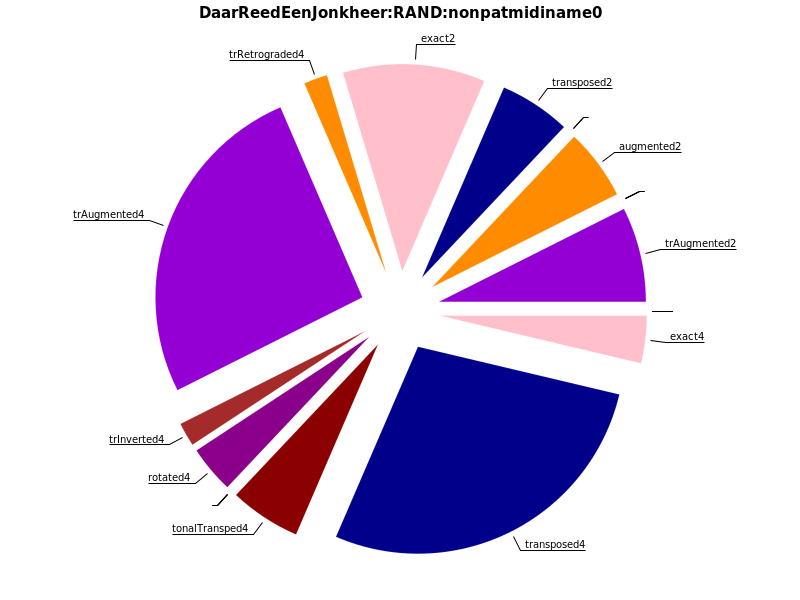 DaarReedEenJonkheer:RAND:nonpatmidiname0
exact2
trRetrograded4
transposed2
augmented2
trAugmented4
trAugmented2
exact4
trInverted4
rotated4
tonalTransped4
transposed4